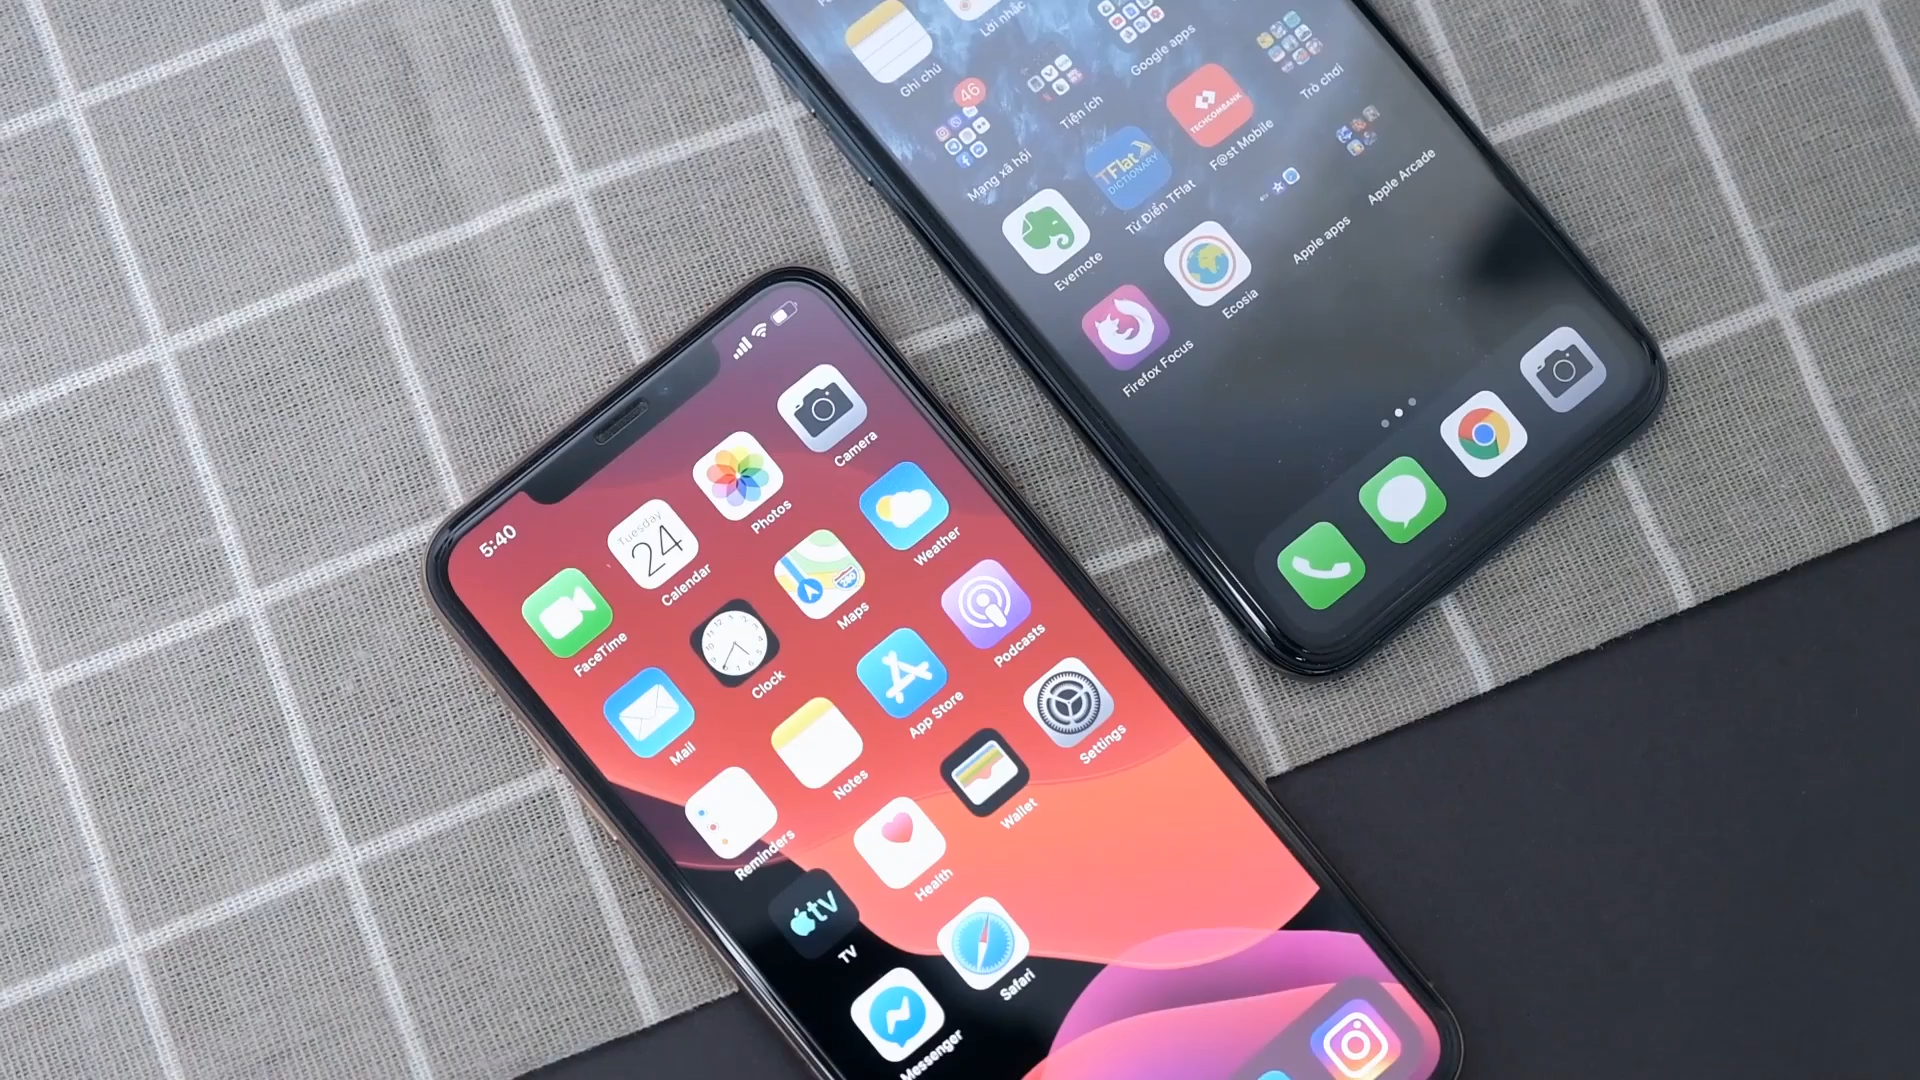 Ghi chú
Lời nhắc
Google apps
46
Mạng xã hội
Tiện ích
TECHCOMBANK
F@st Mobile
Trò chơi
Evernote
TFlat
DICTIONARY
Từ Điển TFlat
Apple apps
Apple Arcade
Firefox Focus
Ecosia
5:40
FaceTime
Tuesday
24
Calendar
Photos
Camera
Mail
Clock
280
Maps
Weather
Reminders
Notes
App Store
Podcasts
tv
TV
Health
Wallet
Settings
Messenger
Safari